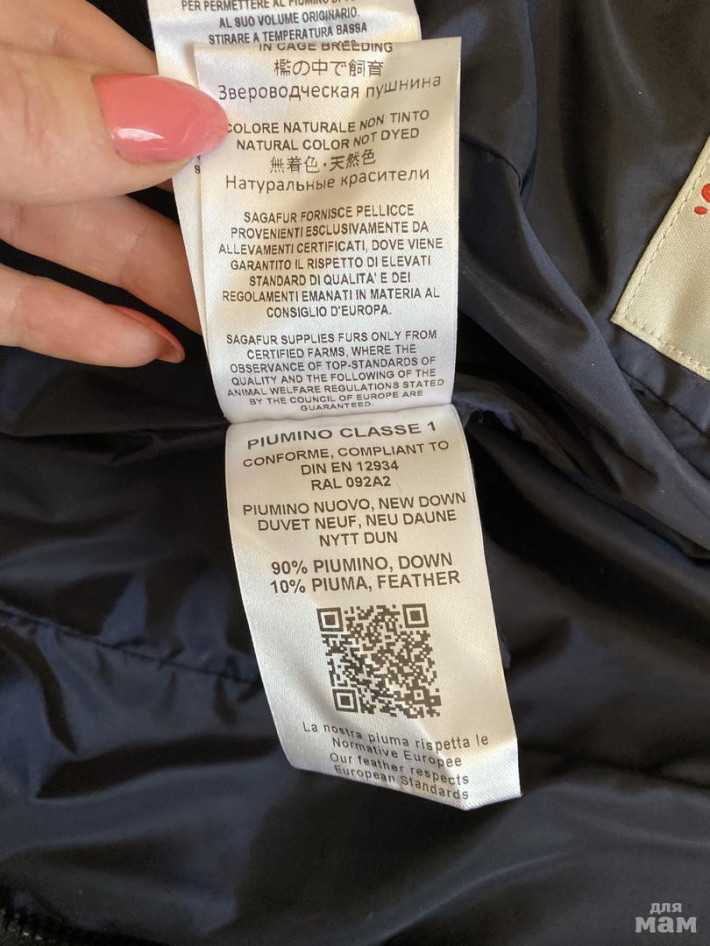 PER PERMETTERE AL PIUMINO DI
AL SUO VOLUME ORIGINARIO.
STIRARE A TEMPERATURA BASSA
IN CAGE BREEDING
檻の中で飼育
Звероводческая пушнина
COLORE NATURALE NON TINTO
NATURAL COLOR NOT DYED
無着色・天然色
Натуральные красители
SAGAFUR FORNISCE PELLICCE
PROVENIENTI ESCLUSIVAMENTE DA
ALLEVAMENTI CERTIFICATI, DOVE VIENE
GARANTITO IL RISPETTO DI ELEVATI
STANDARD DI QUALITA' E DEI
REGOLAMENTI EMANATI IN MATERIA AL
CONSIGLIO D'EUROPA.
SAGAFUR SUPPLIES FURS ONLY FROM
CERTIFIED FARMS, WHERE THE
OBSERVANCE OF TOP-STANDARDS OF
QUALITY AND THE FOLLOWING OF THE
ANIMAL WELFARE REGULATIONS STATED
BY THE COUNCIL OF EUROPE ARE
GUARANTEED.
PIUMINO CLASSE 1
CONFORME, COMPLIANT TO
DIN EN 12934
RAL 092A2
PIUMINO NUOVO, NEW DOWN
DUVET NEUF, NEU DAUNE
NYTT DUN
90% PIUMINO, DOWN
10% PIUMA, FEATHER
La nostra piuma rispetta le
Normative Europee
Our feather respects
European Standards
для
мам